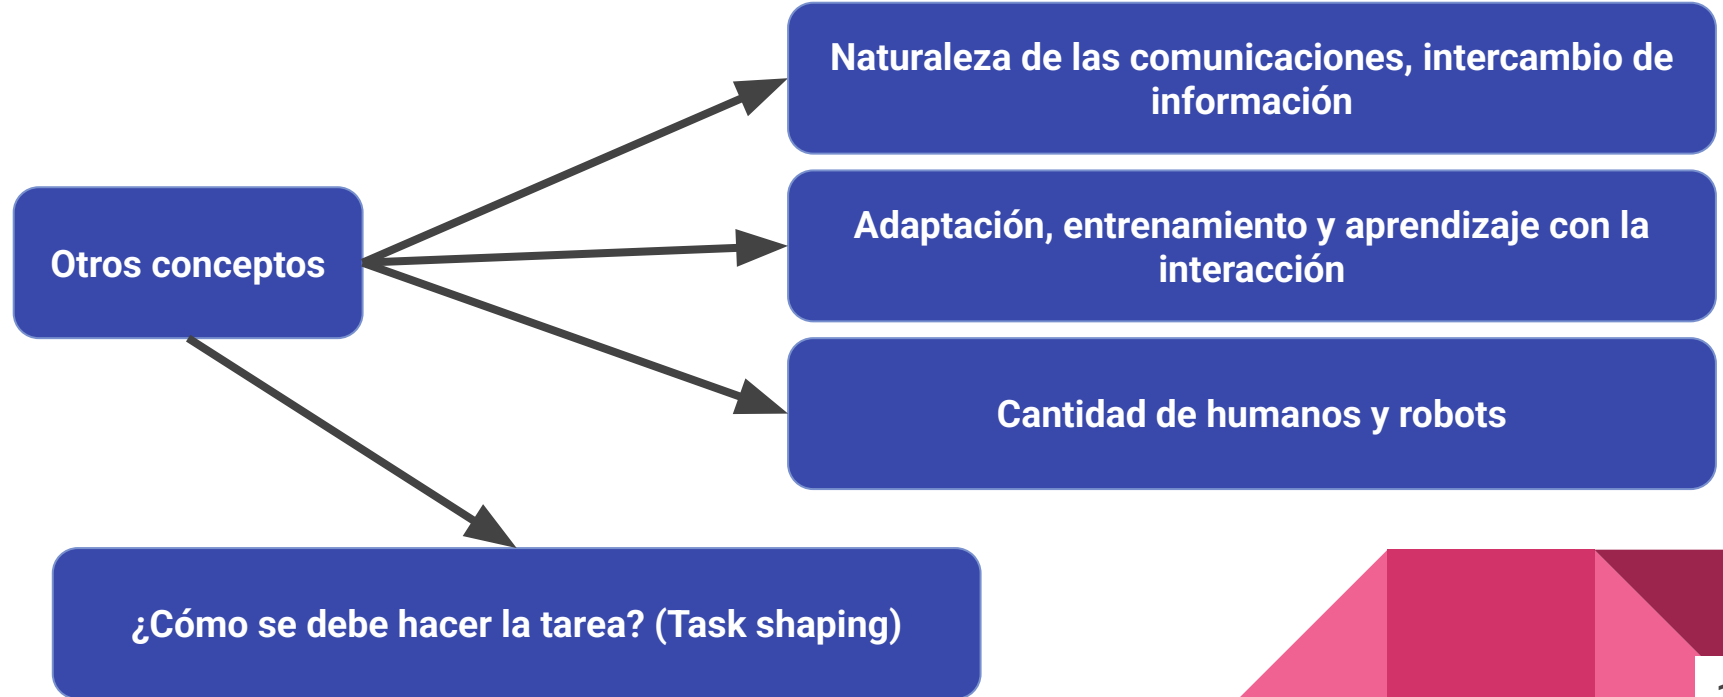 Naturaleza de las comunicaciones, intercambio de
información
Otros conceptos
Adaptación, entrenamiento y aprendizaje con la
interacción
Cantidad de humanos y robots
¿Cómo se debe hacer la tarea? (Task shaping)